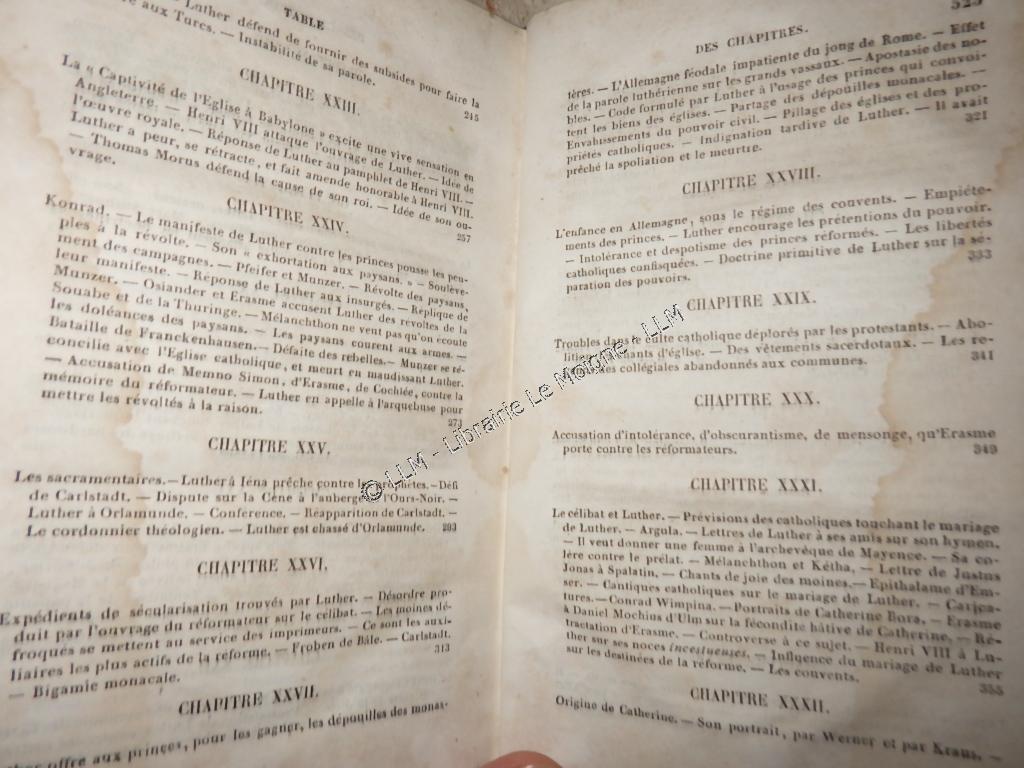 TABLE
Luther défend de fournir des subsides pour faire la
aux Turcs. — Instabilité de sa parole. 245
CHAPITRE XXIII.
La « Captivité de l'Eglise à Babylone » excite une vive sensation en
Angleterre. — Henri VIII attaque l'ouvrage de Luther. — Idée de
l'œuvre royale. — Réponse de Luther au pamphlet de Henri VIII. —
Luther a peur, se rétracte, et fait amende honorable à Henri VIII.
— Thomas Morus défend la cause de son roi. — Idée de son ou-
vrage. 257
CHAPITRE XXIV.
Konrad. — Le manifeste de Luther contre les princes pousse les peu-
ples à la révolte. — Son « exhortation aux paysans. » — Soulève-
ment des campagnes. — Pfeifer et Munzer. — Révolte des paysans,
leur manifeste. — Réponse de Luther aux insurgés. — Réplique de
Munzer. — Osiander et Erasme accusent Luther des révoltes de la
Souabe et de la Thuringe. — Mélanchthon ne veut pas qu'on écoute
les doléances des paysans. — Les paysans courent aux armes. —
Bataille de Franckenhausen. — Défaite des rebelles. — Munzer se ré-
concilie avec l'Eglise catholique, et meurt en maudissant Luther.
— Accusation de Memno Simon, d'Erasme, de Cochlée, contre la
mémoire du réformateur. — Luther en appelle à l'arquebuse pour
mettre les révoltés à la raison. 273
CHAPITRE XXV.
Les sacramentaires. — Luther à Iéna prêche contre les prophètes. — Défi
de Carlstadt. — Dispute sur la Cène à l'auberge de l'Ours-Noir. —
Luther à Orlamunde. — Conférence. — Réapparition de Carlstadt. —
Le cordonnier théologien. — Luther est chassé d'Orlamunde. 293
CHAPITRE XXVI.
Expédients de sécularisation trouvés par Luther. — Désordre pro-
duit par l'ouvrage du réformateur sur le célibat. — Les moines dé-
froqués se mettent au service des imprimeurs. — Ce sont les auxi-
liaires les plus actifs de la réforme. — Froben de Bâle. — Carlstadt.
— Bigamie monacale. 313
CHAPITRE XXVII.
offre aux princes, pour les gagner, les dépouilles des monas-
DES CHAPITRES.
tères. — L'Allemagne féodale impatiente du joug de Rome. — Effet
de la parole luthérienne sur les grands vassaux. — Apostasie des no-
bles. — Code formulé par Luther à l'usage des princes qui convoi-
tent les biens des églises. — Partage des dépouilles monacales. —
Envahissements du pouvoir civil. — Pillage des églises et des pro-
priétés catholiques. — Indignation tardive de Luther. — Il avait
prêché la spoliation et le meurtre. 321
CHAPITRE XXVIII.
L'enfance en Allemagne, sous le régime des couvents. — Empiéte-
ments des princes. — Luther encourage les prétentions du pouvoir.
— Intolérance et despotisme des princes réformés. — Les libertés
catholiques confisquées. — Doctrine primitive de Luther sur la sé-
paration des pouvoirs. 333
CHAPITRE XXIX.
Troubles dans le culte catholique déplorés par les protestants. — Abo-
chants d'église. — Des vêtements sacerdotaux. — Les re-
collégiales abandonnés aux communes. 341
CHAPITRE XXX.
Accusation d'intolérance, d'obscurantisme, de mensonge, qu'Erasme
porte contre les réformateurs. 349
CHAPITRE XXXI.
Le célibat et Luther. — Prévisions des catholiques touchant le mariage
de Luther. — Argula. — Lettres de Luther à ses amis sur son hymen.
— Il veut donner une femme à l'archevêque de Mayence. — Sa co-
lère contre le prélat. — Mélanchthon et Kétha. — Lettre de Justus
Jonas à Spalatin. — Chants de joie des moines. — Epithalame d'Em-
ser. — Cantiques catholiques sur le mariage de Luther. — Carica-
tures. — Conrad Wimpina. — Portraits de Catherine Bora. — Erasme
à Daniel Mochius d'Ulm sur la fécondité hâtive de Catherine. — Ré-
tractation d'Erasme. — Controverse à ce sujet. — Henri VIII à Lu-
ther sur ses noces incestueuses. — Influence du mariage de Luther
sur les destinées de la réforme. — Les couvents. 355
CHAPITRE XXXII.
Origine de Catherine. — Son portrait, par Werner et par Kraus. —
© LLM - Librairie Le Motone - LLM